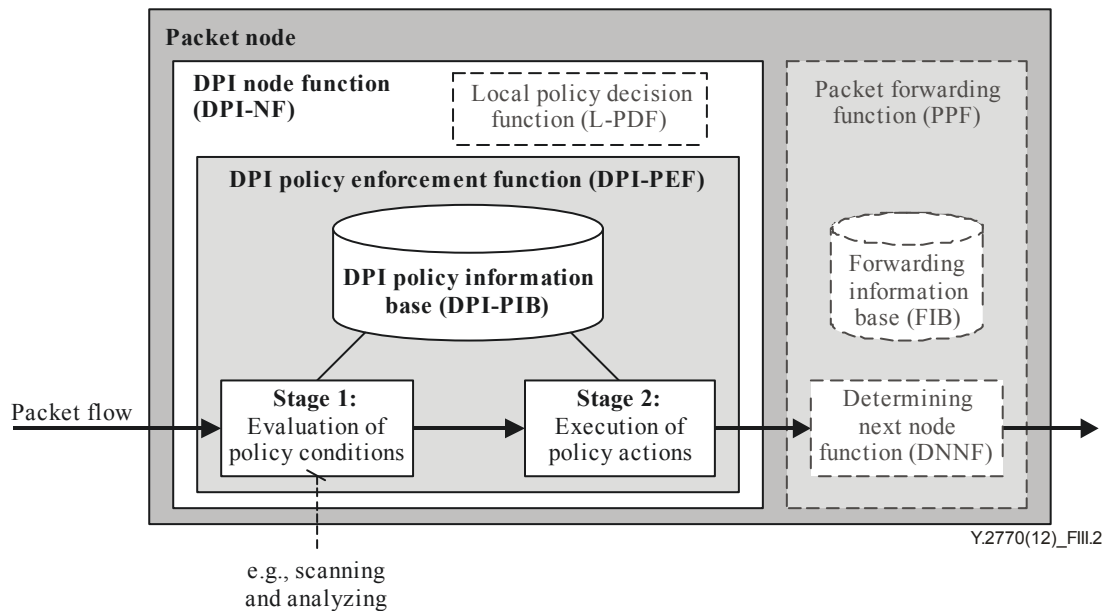 Packet node
DPI node function
(DPI-NF)
Local policy decision
function (L-PDF)
Packet forwarding
function (PPF)
DPI policy enforcement function (DPI-PEF)
DPI policy information
base (DPI-PIB)
Forwarding
information
base (FIB)
Packet flow
Stage 1:
Evaluation of
policy conditions
Stage 2:
Execution of
policy actions
Determining
next node
function (DNNF)
Y.2770(12)_FIII.2
e.g., scanning
and analyzing